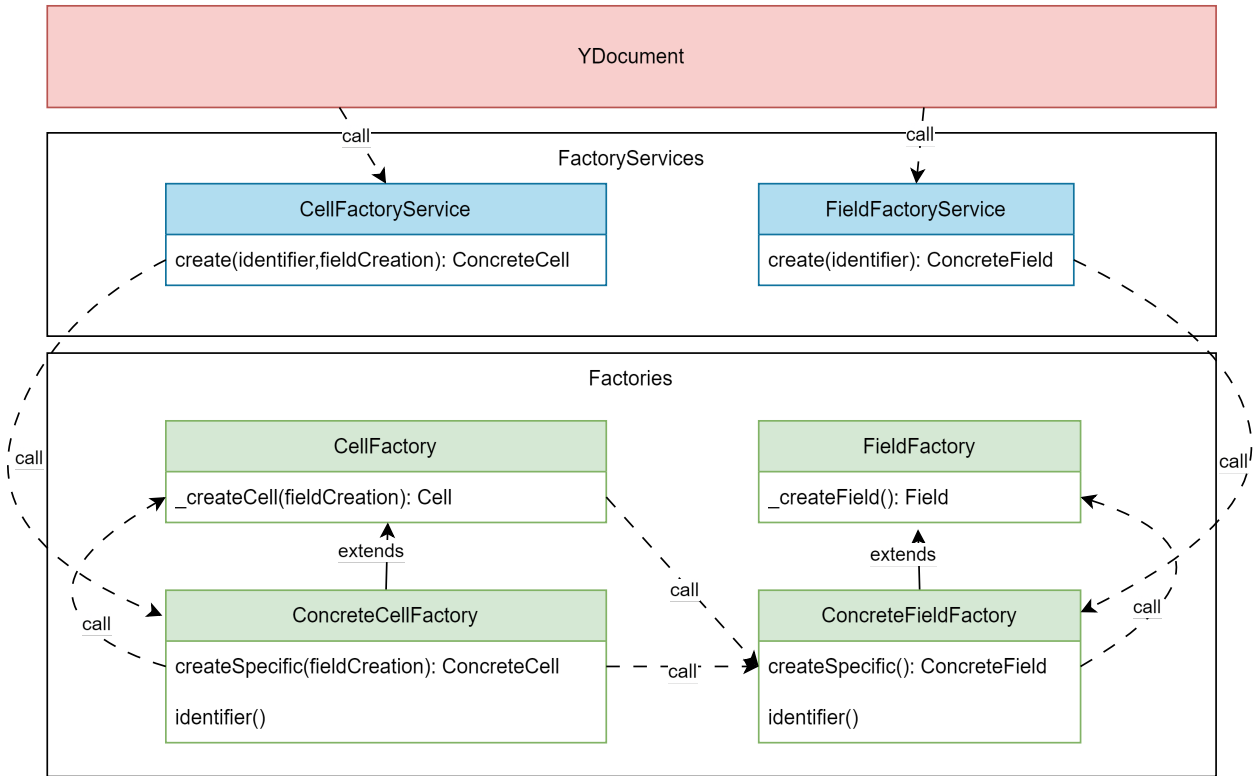 YDocument
call
call
FactoryServices
CellFactoryService
FieldFactoryService
create(identifier,fieldCreation): ConcreteCell
create(identifier): ConcreteField
Factories
CellFactory
FieldFactory
call
call
_createCell(fieldCreation): Cell
_createField(): Field
extends
extends
call
call
call
ConcreteCellFactory
ConcreteFieldFactory
createSpecific(fieldCreation): ConcreteCell
call
createSpecific(): ConcreteField
identifier()
identifier()